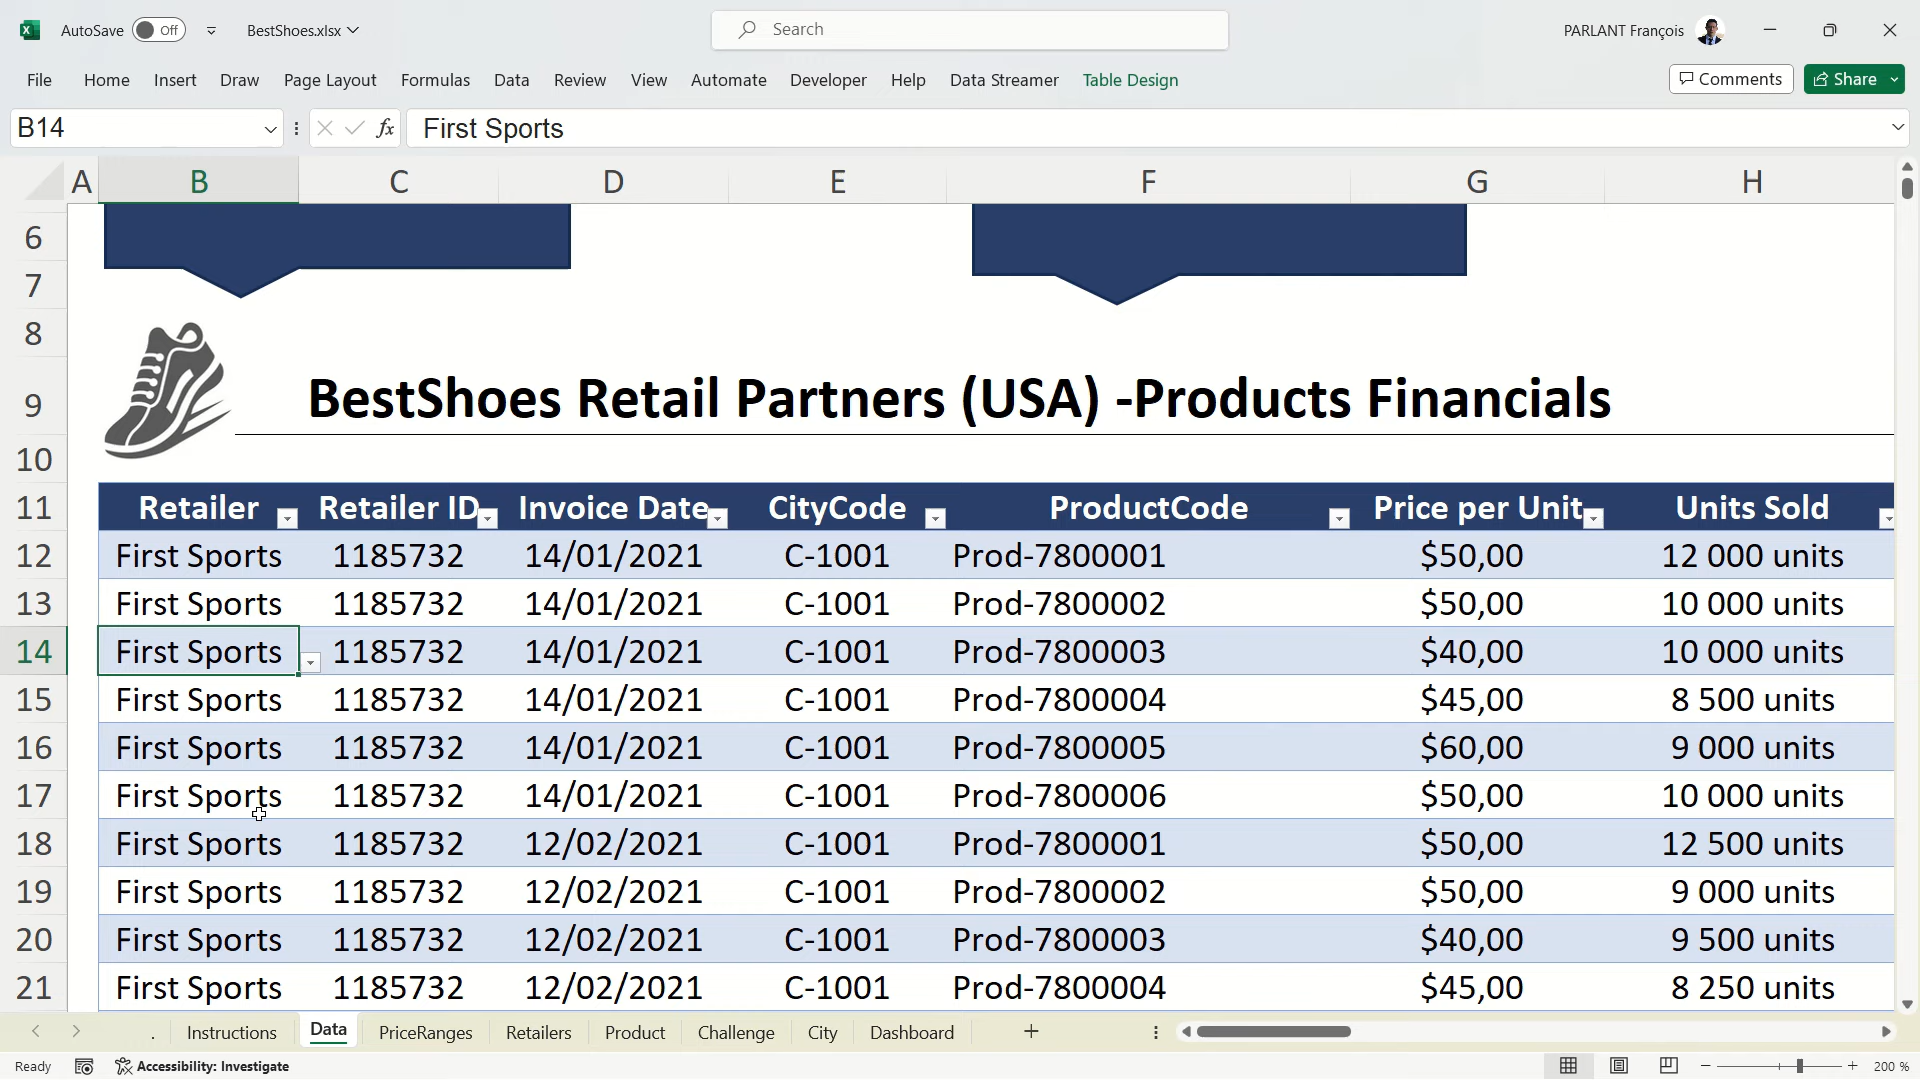 AutoSave Off BestShoes.xlsx Search PARLANT François
File Home Insert Draw Page Layout Formulas Data Review View Automate Developer Help Data Streamer Table Design Comments Share
B14 fx First Sports
A B C D E F G H
6
7
8
9 BestShoes Retail Partners (USA) -Products Financials
10
11 Retailer Retailer ID Invoice Date CityCode ProductCode Price per Unit Units Sold
12 First Sports 1185732 14/01/2021 C-1001 Prod-7800001 $50,00 12 000 units
13 First Sports 1185732 14/01/2021 C-1001 Prod-7800002 $50,00 10 000 units
14 First Sports 1185732 14/01/2021 C-1001 Prod-7800003 $40,00 10 000 units
15 First Sports 1185732 14/01/2021 C-1001 Prod-7800004 $45,00 8 500 units
16 First Sports 1185732 14/01/2021 C-1001 Prod-7800005 $60,00 9 000 units
17 First Sports 1185732 14/01/2021 C-1001 Prod-7800006 $50,00 10 000 units
18 First Sports 1185732 12/02/2021 C-1001 Prod-7800001 $50,00 12 500 units
19 First Sports 1185732 12/02/2021 C-1001 Prod-7800002 $50,00 9 000 units
20 First Sports 1185732 12/02/2021 C-1001 Prod-7800003 $40,00 9 500 units
21 First Sports 1185732 12/02/2021 C-1001 Prod-7800004 $45,00 8 250 units
. Instructions Data PriceRanges Retailers Product Challenge City Dashboard
Ready Accessibility: Investigate 200 %